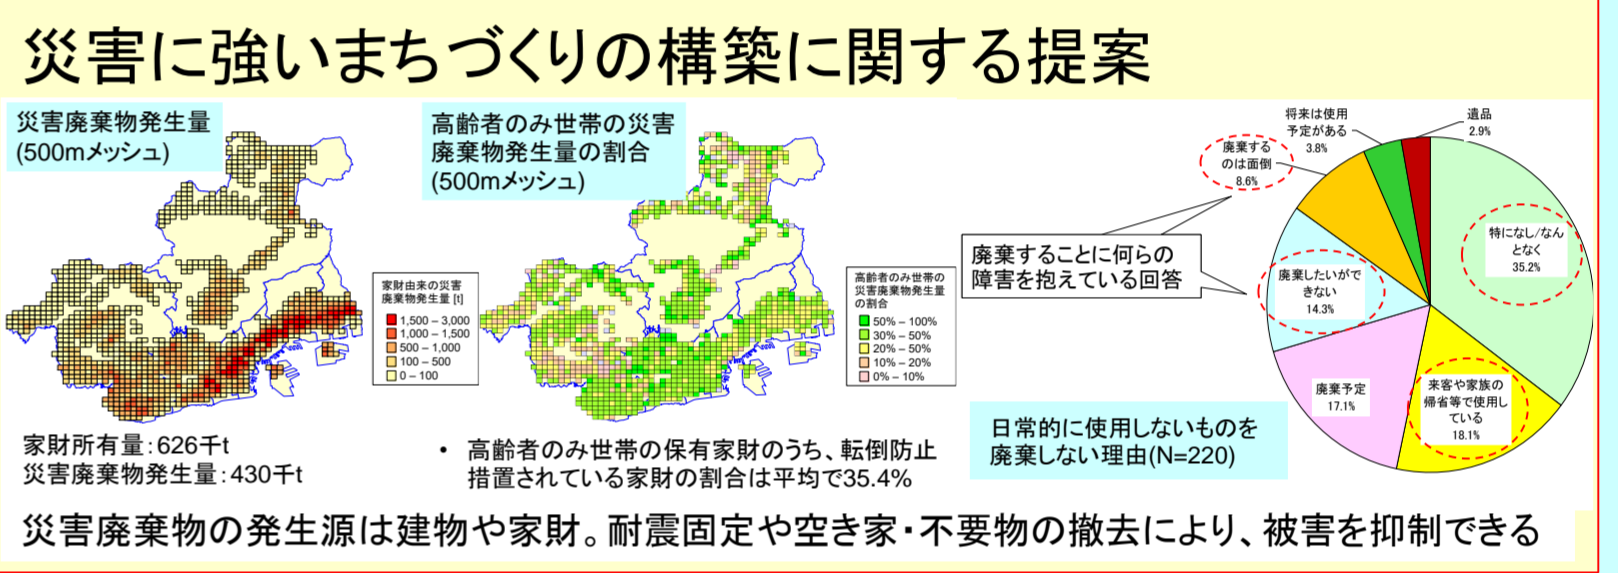 災害に強いまちづくりの構築に関する提案
災害廃棄物発生量
(500mメッシュ)
家財由来の災害
廃棄物発生量 [t]
1,500 – 3,000
1,000 – 1,500
500 – 1,000
100 – 500
0 – 100
家財所有量：626千t
災害廃棄物発生量：430千t
高齢者のみ世帯の災害
廃棄物発生量の割合
(500mメッシュ)
高齢者のみ世帯の
災害廃棄物発生量
の割合
50% – 100%
30% – 50%
20% – 50%
10% – 20%
0% – 10%
• 高齢者のみ世帯の保有家財のうち、転倒防止
措置されている家財の割合は平均で35.4%
廃棄することに何らの
障害を抱えている回答
日常的に使用しないものを
廃棄しない理由(N=220)
将来は使用
予定がある
3.8%
遺品
2.9%
廃棄する
のは面倒
8.6%
特になし/なん
となく
35.2%
廃棄したいがで
きない
14.3%
廃棄予定
17.1%
来客や家族の
帰省等で使用し
ている
18.1%
災害廃棄物の発生源は建物や家財。耐震固定や空き家・不要物の撤去により、被害を抑制できる